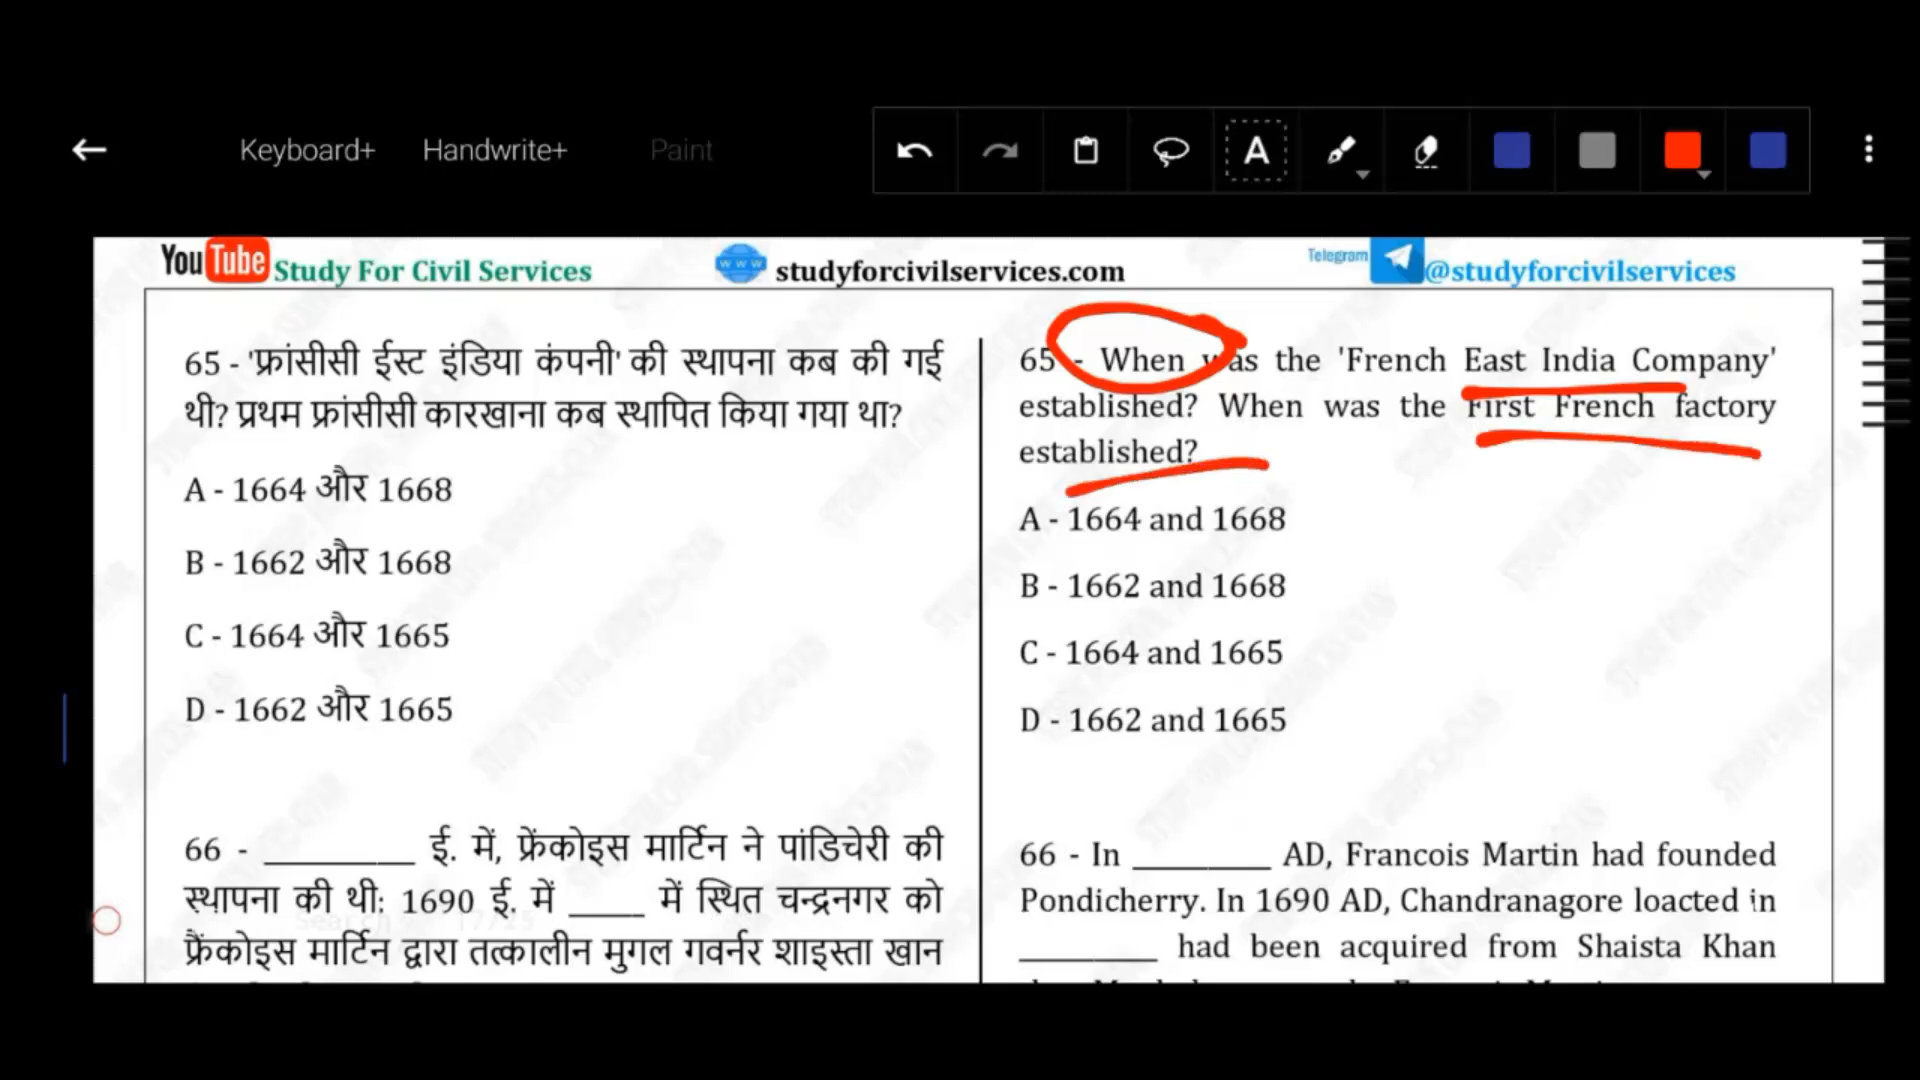 Keyboard+ Handwrite+ Paint A
YouTube Study For Civil Services www studyforcivilservices.com Telegram @studyforcivilservices
65 - 'फ्रांसीसी ईस्ट इंडिया कंपनी' की स्थापना कब की गई
थी? प्रथम फ्रांसीसी कारखाना कब स्थापित किया गया था?
A - 1664 और 1668
B - 1662 और 1668
C - 1664 और 1665
D - 1662 और 1665
66 - ________ ई. में, फ्रेंकोइस मार्टिन ने पांडिचेरी की
स्थापना की थी: 1690 ई. में ____ में स्थित चन्द्रनगर को
फ्रैंकोइस मार्टिन द्वारा तत्कालीन मुगल गवर्नर शाइस्ता खान
65 - When was the 'French East India Company'
established? When was the First French factory
established?
A - 1664 and 1668
B - 1662 and 1668
C - 1664 and 1665
D - 1662 and 1665
66 - In ________ AD, Francois Martin had founded
Pondicherry. In 1690 AD, Chandranagore loacted in
________ had been acquired from Shaista Khan